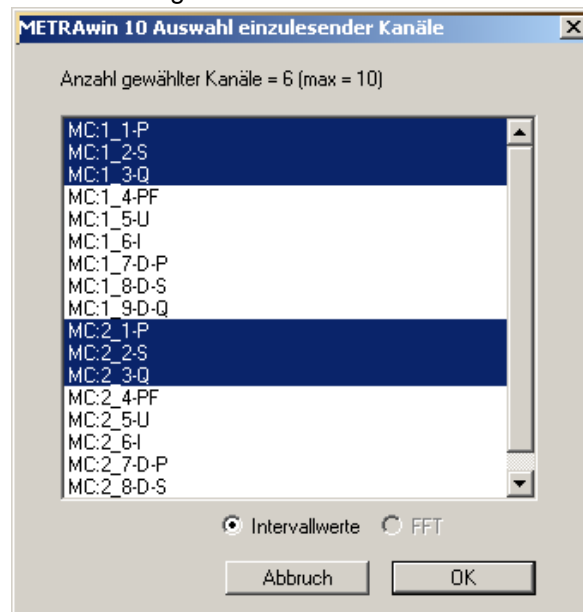 METRAwin 10 Auswahl einzulesender Kanäle
Anzahl gewählter Kanäle = 6 (max = 10)
MC:1_1-P
MC:1_2-S
MC:1_3-Q
MC:1_4-PF
MC:1_5-U
MC:1_6-I
MC:1_7-D-P
MC:1_8-D-S
MC:1_9-D-Q
MC:2_1-P
MC:2_2-S
MC:2_3-Q
MC:2_4-PF
MC:2_5-U
MC:2_6-I
MC:2_7-D-P
MC:2_8-D-S
Intervallwerte FFT
Abbruch OK